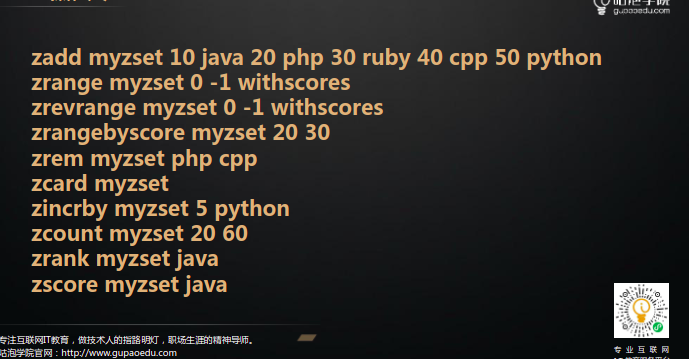 gupaoedu.com
zadd myzset 10 java 20 php 30 ruby 40 cpp 50 python
zrange myzset 0 -1 withscores
zrevrange myzset 0 -1 withscores
zrangebyscore myzset 20 30
zrem myzset php cpp
zcard myzset
zincrby myzset 5 python
zcount myzset 20 60
zrank myzset java
zscore myzset java
专注互联网IT教育，做技术人的指路明灯，职场生涯的精神导师。
咕泡学院官网：http://www.gupaoedu.com
专业互联网